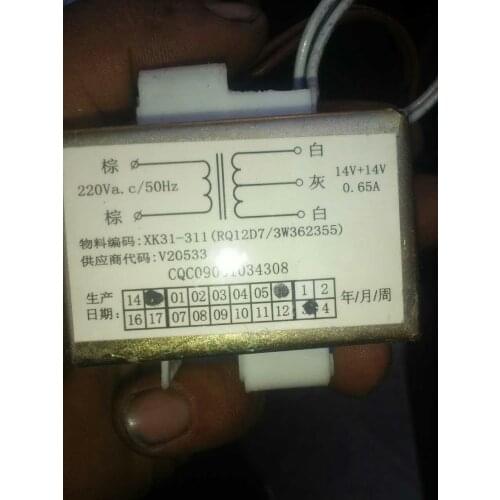 棕 白
220Va.c/50Hz 灰 14V+14V
0.65A
棕 白
物料编码:XK31-311(RQ12D7/3W362355)
供应商代码:V20533
生产 14 01 02 03 04 05 1 2
日期: 16 17 07 08 09 10 11 12 4 年/月/周